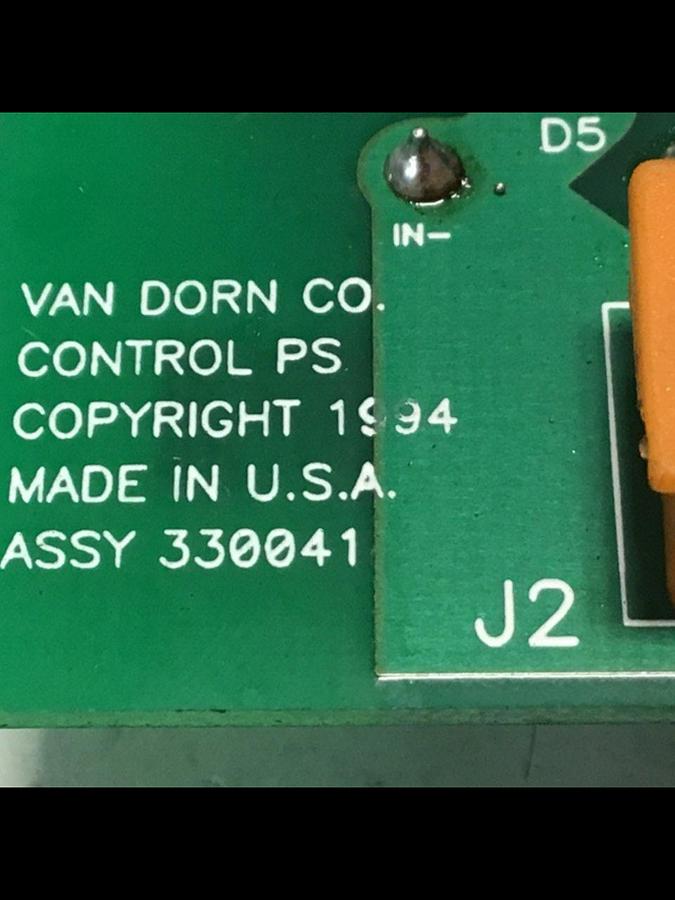 D5
IN-
VAN DORN CO.
CONTROL PS
COPYRIGHT 1994
MADE IN U.S.A.
ASSY 330041
J2